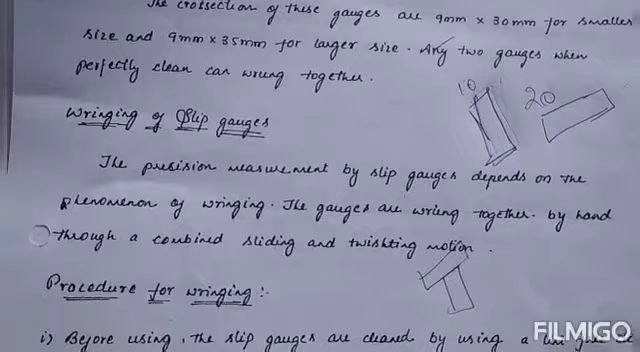 The crossection of these gauges are 9mm x 30mm for smaller
size and 9mm x 35mm for larger size. Any two gauges when
perfectly clean can wrung together.
10
20
Wringing of Slip gauges
The precision measurement by slip gauges depends on the
phenomenon of wringing. The gauges are wrung together. by hand
through a combined sliding and twishting motion.
Procedure for wringing :-
i) Before using, the slip gauges are cleaned by using a
FILMIGO